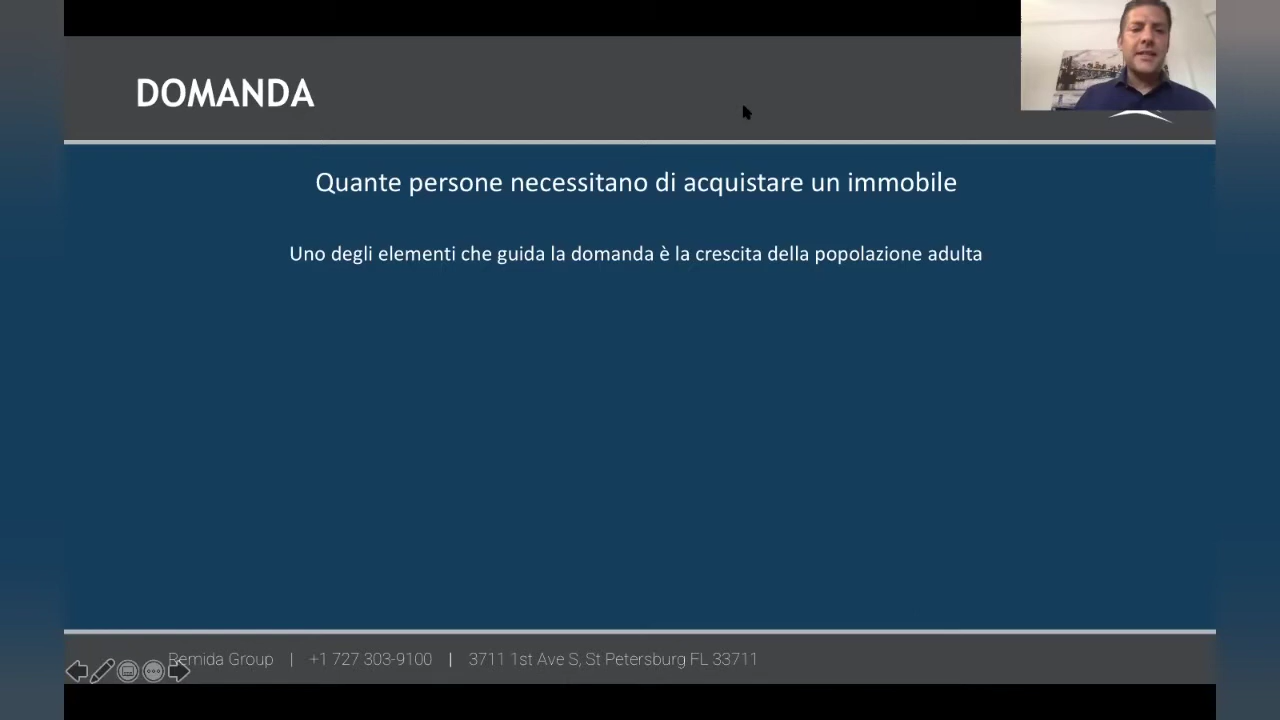 DOMANDA
Quante persone necessitano di acquistare un immobile
Uno degli elementi che guida la domanda è la crescita della popolazione adulta
Remida Group | +1 727 303-9100 | 3711 1st Ave S, St Petersburg FL 33711